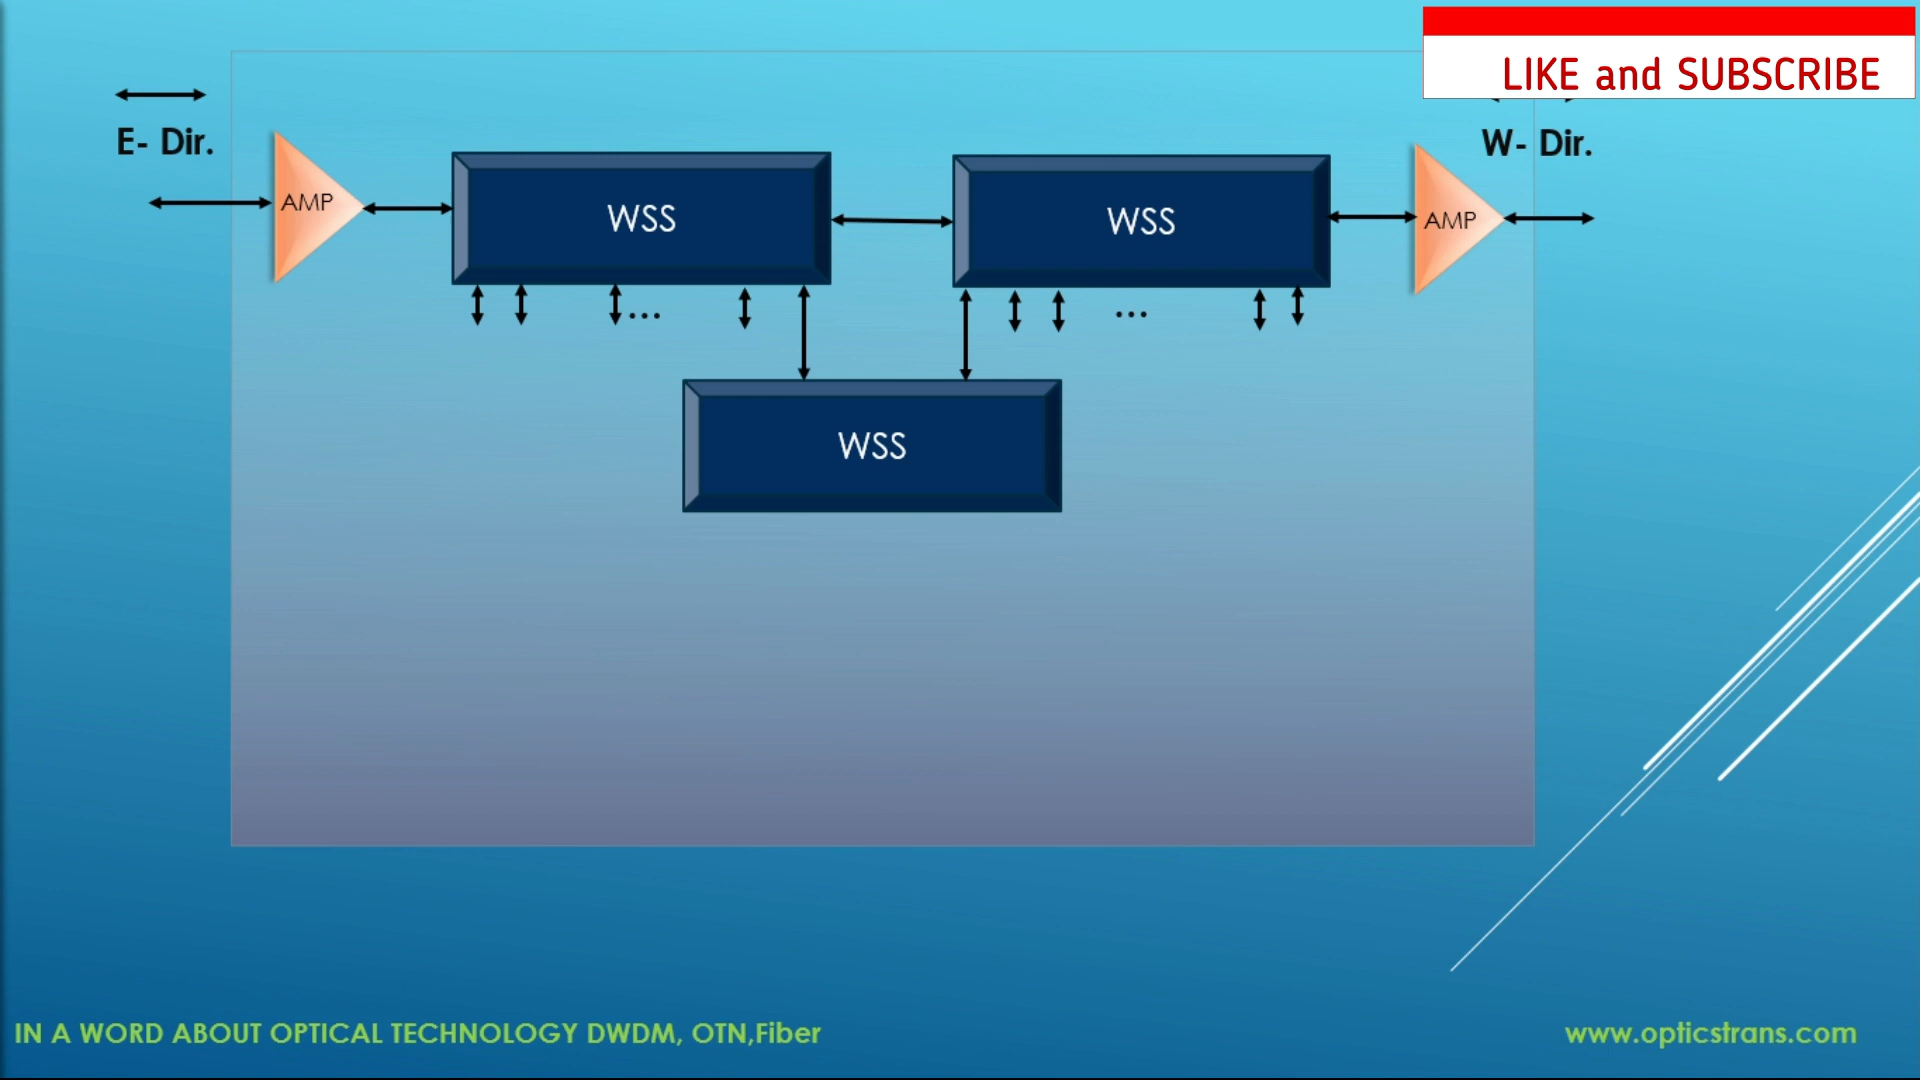 LIKE and SUBSCRIBE
E- Dir.
W- Dir.
AMP
WSS
WSS
AMP
...
...
WSS
IN A WORD ABOUT OPTICAL TECHNOLOGY DWDM, OTN,Fiber
www.opticstrans.com